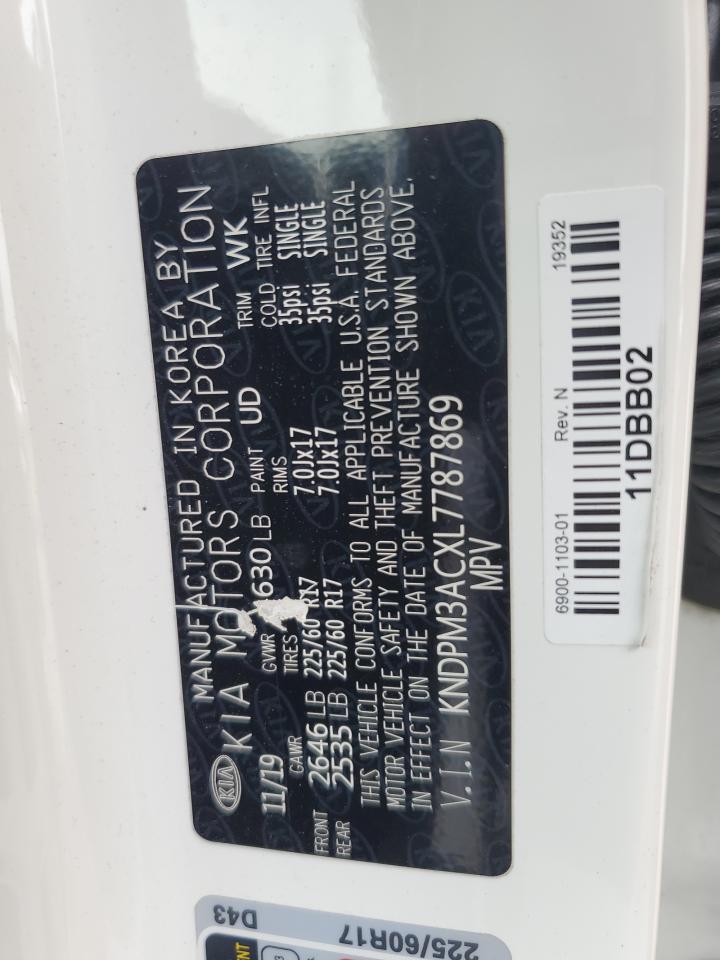 MANUFACTURED IN KOREA BY
KIA KIA MOTORS CORPORATION
11/19 GVWR 630 LB PAINT UD TRIM WK
GAWR TIRES RIMS COLD TIRE INFL
FRONT 2646 LB 225/60 R17 7.0JX17 35psi SINGLE
REAR 2535 LB 225/60 R17 7.0JX17 35psi SINGLE
THIS VEHICLE CONFORMS TO ALL APPLICABLE U.S.A. FEDERAL
MOTOR VEHICLE SAFETY AND THEFT PREVENTION STANDARDS
IN EFFECT ON THE DATE OF MANUFACTURE SHOWN ABOVE.
V.I.N KNDPM3ACXL7787869
MPV
6900-1103-01 Rev. N 19352
11DBB02
D43
225/60R17